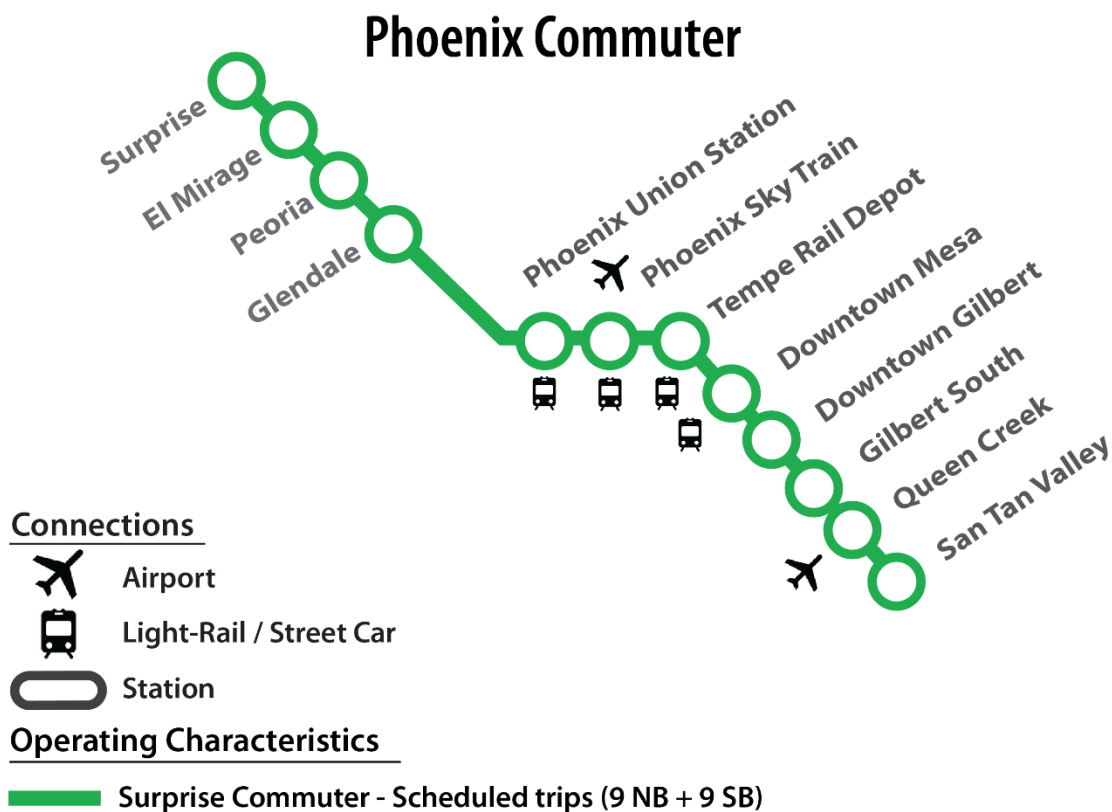 Phoenix Commuter
Surprise
El Mirage
Peoria
Glendale
Phoenix Union Station
Phoenix Sky Train
Tempe Rail Depot
Downtown Mesa
Downtown Gilbert
Gilbert South
Queen Creek
San Tan Valley
Connections
Airport
Light-Rail / Street Car
Station
Operating Characteristics
Surprise Commuter - Scheduled trips (9 NB + 9 SB)